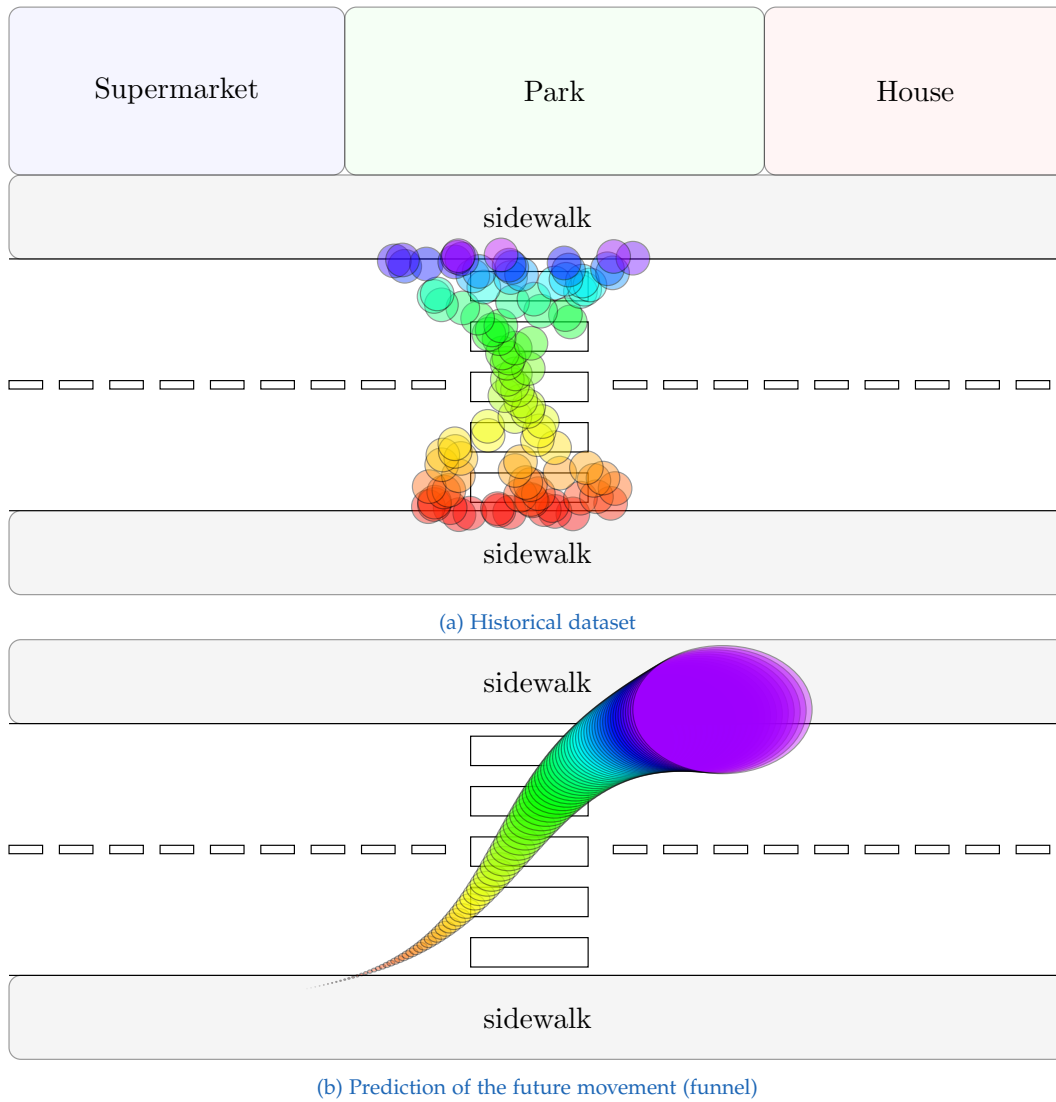 Supermarket
Park
House
sidewalk
sidewalk
(a) Historical dataset
sidewalk
sidewalk
(b) Prediction of the future movement (funnel)